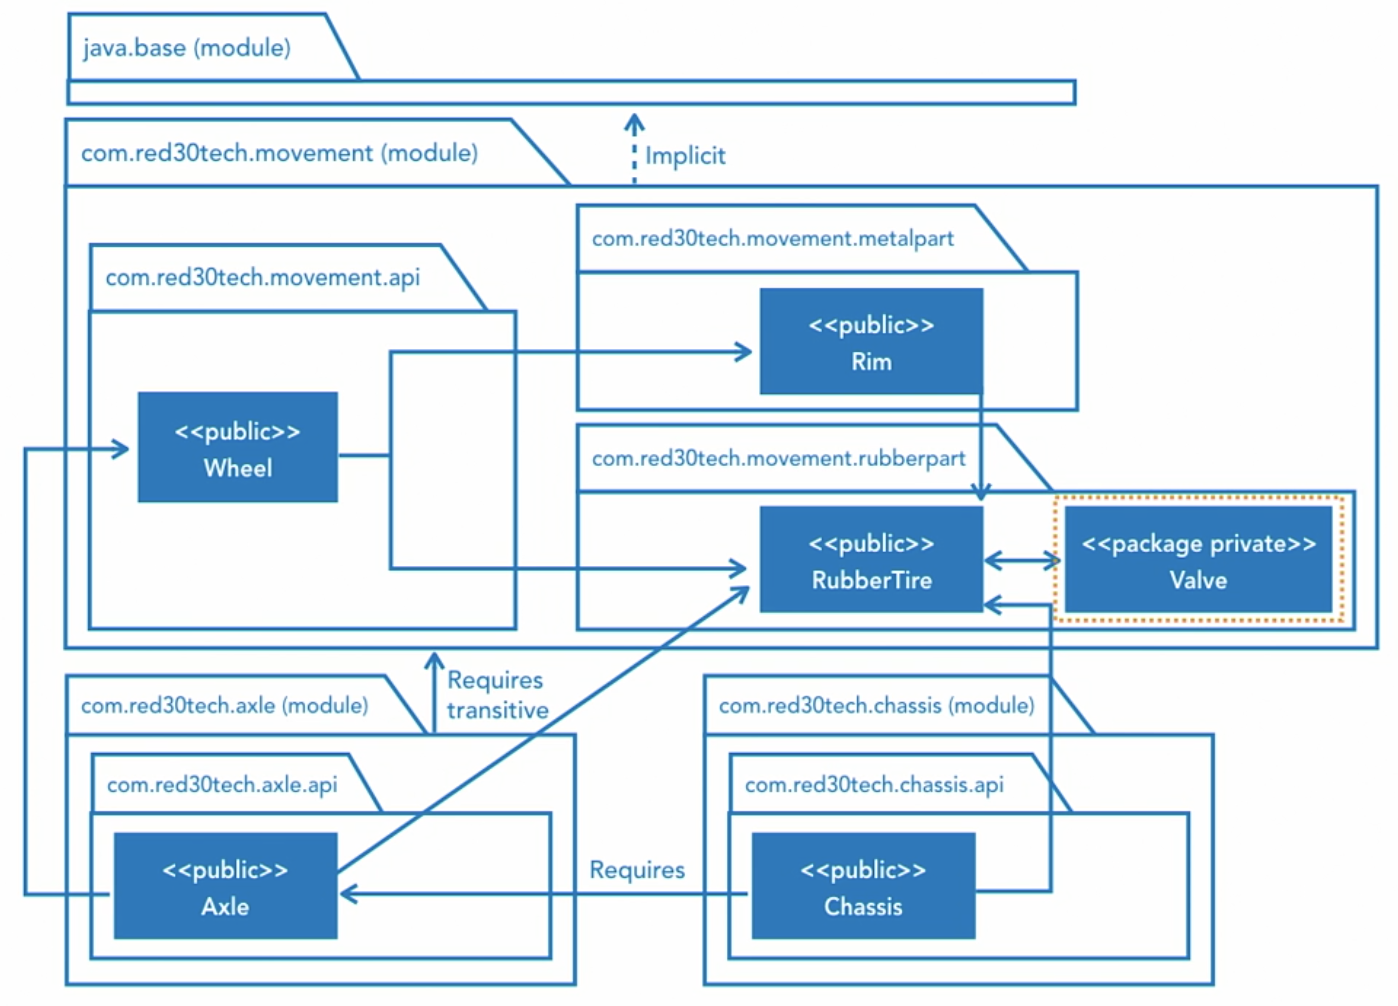 java.base (module)
com.red30tech.movement (module)
Implicit
com.red30tech.movement.metalpart
com.red30tech.movement.api
<<public>>
Rim
<<public>>
Wheel
com.red30tech.movement.rubberpart
<<public>>
RubberTire
<<package private>>
Valve
Requires
transitive
com.red30tech.axle (module)
com.red30tech.chassis (module)
com.red30tech.axle.api
com.red30tech.chassis.api
<<public>>
Axle
Requires
<<public>>
Chassis